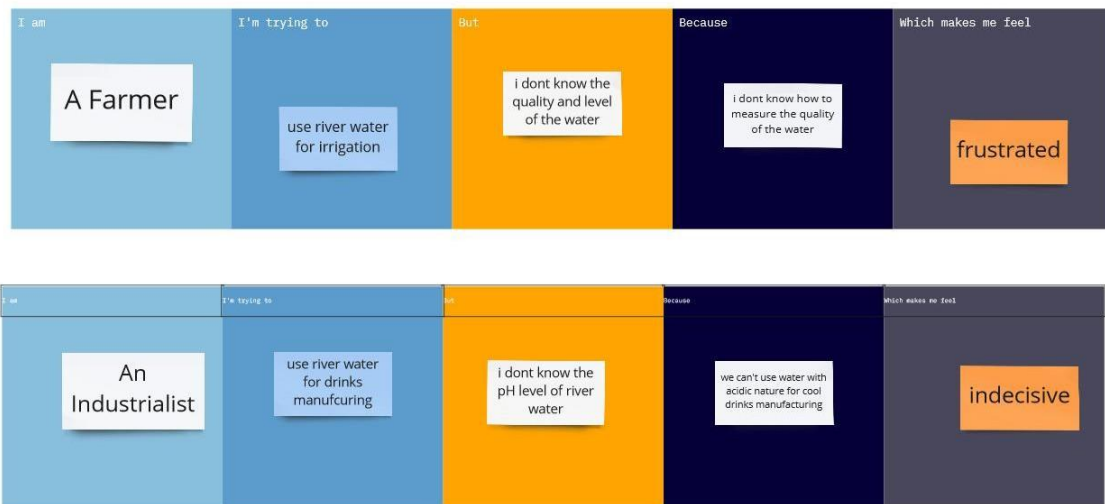 I am
I'm trying to
But
Because
Which makes me feel
A Farmer
use river water
for irrigation
i dont know the
quality and level
of the water
i dont know how to
measure the quality
of the water
frustrated
I am
I'm trying to
But
Because
Which makes me feel
An
Industrialist
use river water
for drinks
manufcuring
i dont know the
pH level of river
water
we can't use water with
acidic nature for cool
drinks manufacturing
indecisive